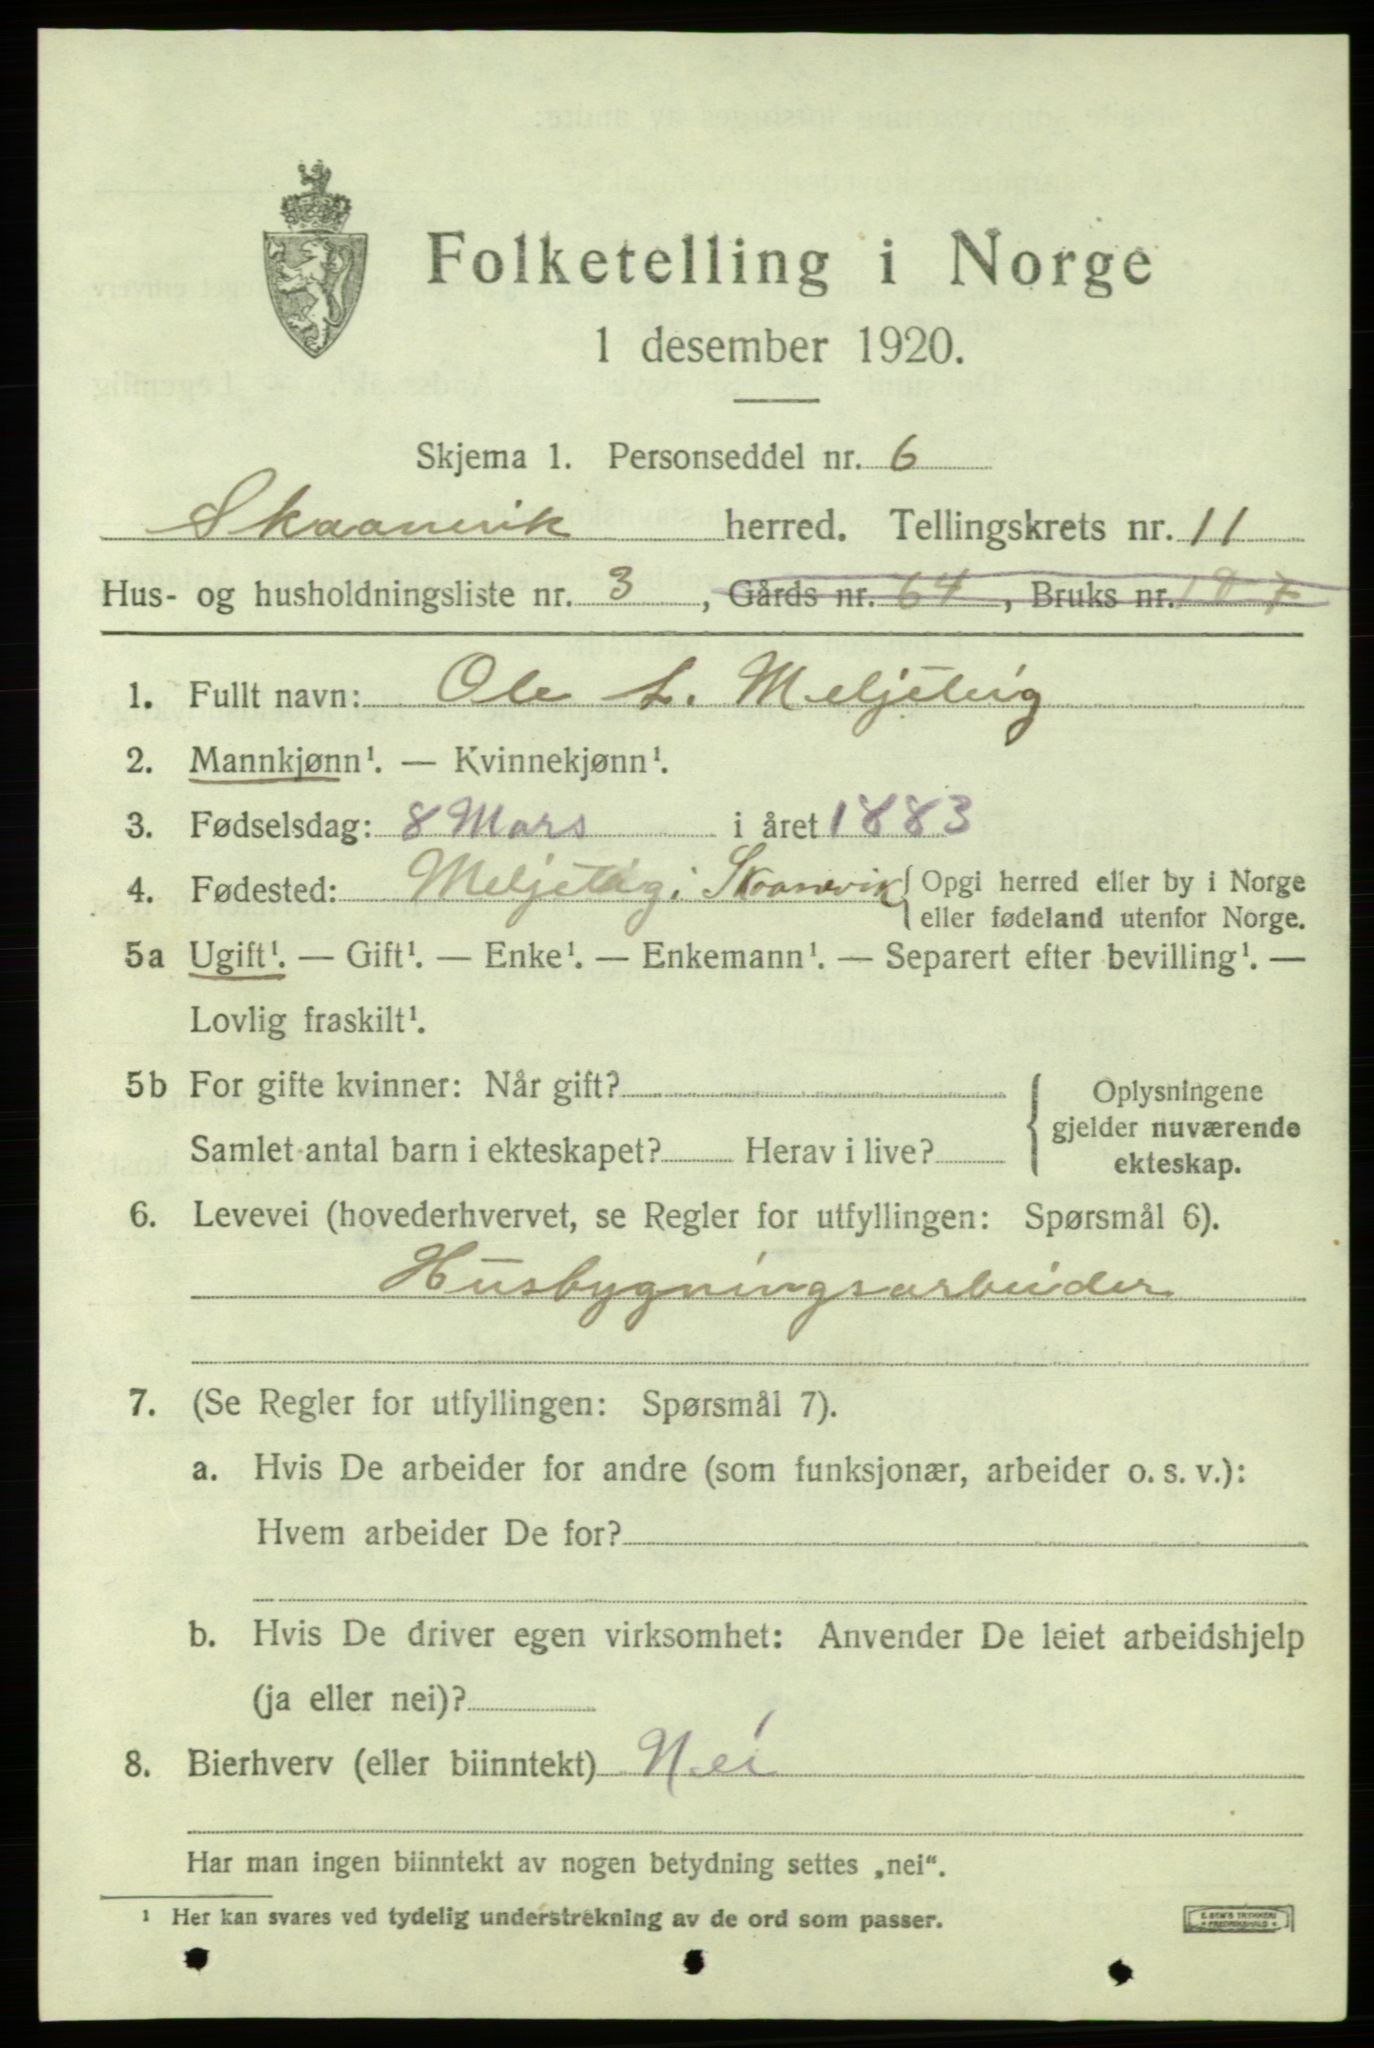 Folketelling i Norge
1 desember 1920.
Skjema 1. Personseddel nr. 6
Skaanevik herred. Tellingskrets nr. 11
Hus- og husholdningsliste nr. 3, Gårds nr. 64, Bruks nr.
1. Fullt navn: Ole L. Meljeteig
2. Mannkjønn¹. — Kvinnekjønn¹.
3. Fødselsdag: 8 Mars i året 1883
4. Fødested: Meljeteig i Skaanevik { Opgi herred eller by i Norge
eller fødeland utenfor Norge.
5a Ugift¹. — Gift¹. — Enke¹. — Enkemann¹. — Separert efter bevilling¹. —
Lovlig fraskilt¹.
5b For gifte kvinner: Når gift?
Samlet antal barn i ekteskapet? Herav i live?
{ Oplysningene
gjelder nuværende
ekteskap.
6. Levevei (hovederhvervet, se Regler for utfyllingen: Spørsmål 6).
Husbygningsarbeider
7. (Se Regler for utfyllingen: Spørsmål 7).
a. Hvis De arbeider for andre (som funksjonær, arbeider o. s. v.):
Hvem arbeider De for?
b. Hvis De driver egen virksomhet: Anvender De leiet arbeidshjelp
(ja eller nei)?
8. Bierhverv (eller biinntekt) Nei
Har man ingen biinntekt av nogen betydning settes „nei“.
¹ Her kan svares ved tydelig understrekning av de ord som passer.